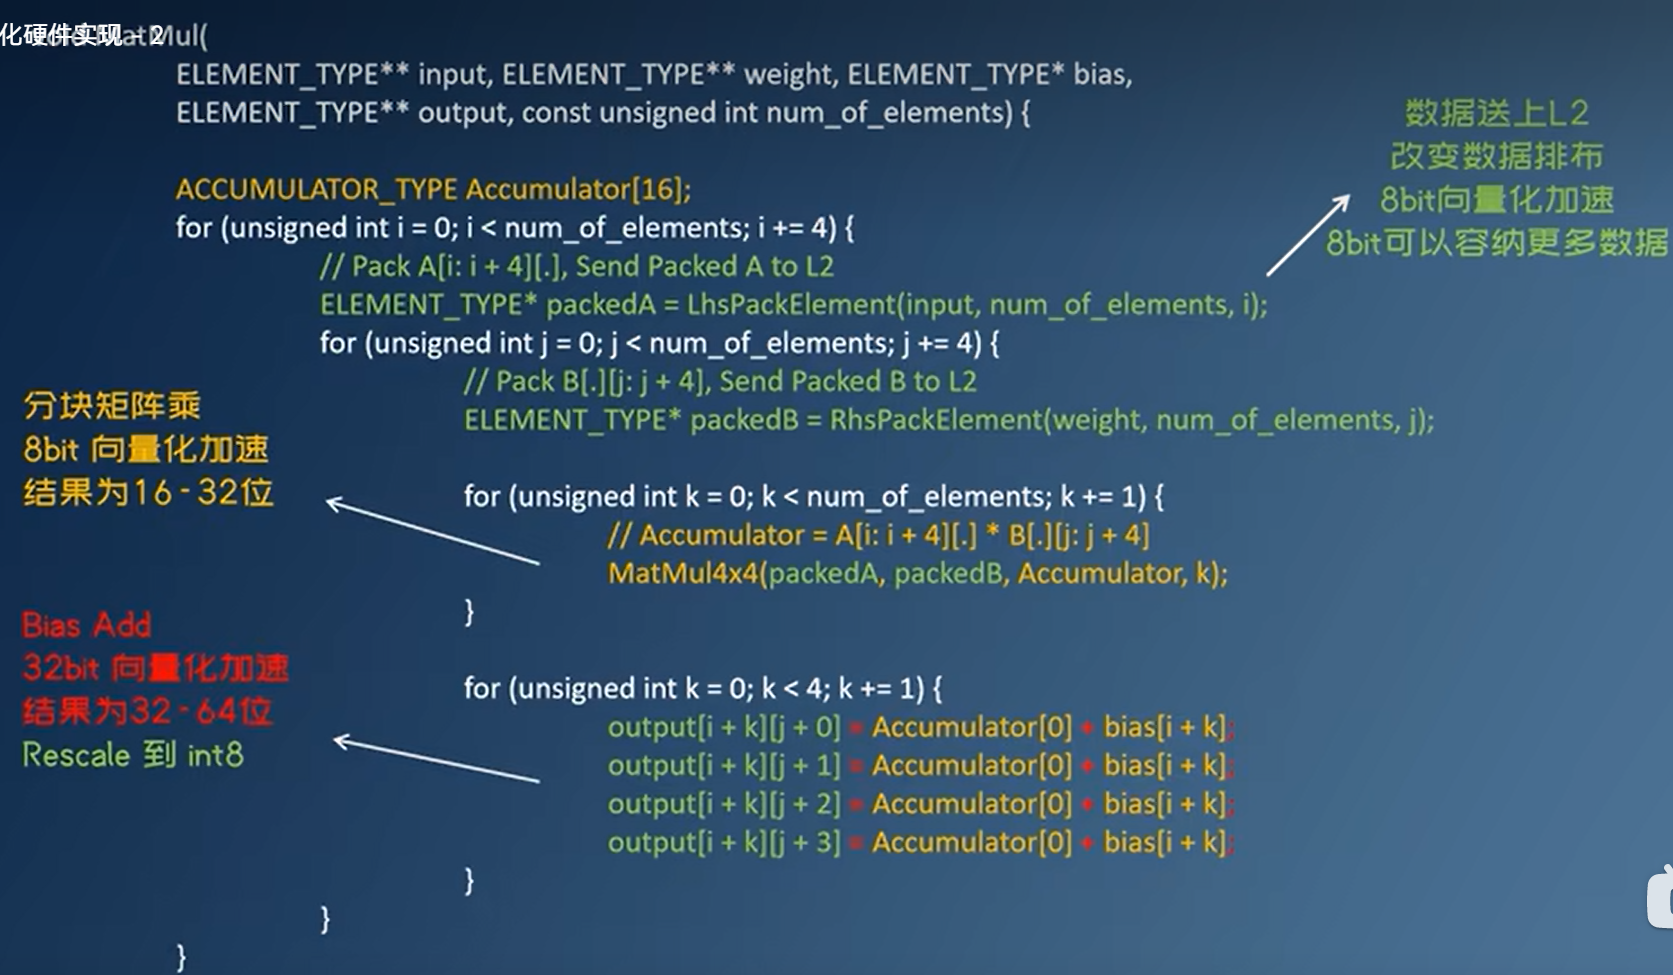 化硬件实现 - 2
MatMul(
ELEMENT_TYPE** input, ELEMENT_TYPE** weight, ELEMENT_TYPE* bias,
ELEMENT_TYPE** output, const unsigned int num_of_elements) {
数据送上L2
改变数据排布
8bit向量化加速
8bit可以容纳更多数据
ACCUMULATOR_TYPE Accumulator[16];
for (unsigned int i = 0; i < num_of_elements; i += 4) {
// Pack A[i: i + 4][.], Send Packed A to L2
ELEMENT_TYPE* packedA = LhsPackElement(input, num_of_elements, i);
for (unsigned int j = 0; j < num_of_elements; j += 4) {
// Pack B[.][j: j + 4], Send Packed B to L2
ELEMENT_TYPE* packedB = RhsPackElement(weight, num_of_elements, j);
分块矩阵乘
8bit 向量化加速
结果为16-32位
for (unsigned int k = 0; k < num_of_elements; k += 1) {
// Accumulator = A[i: i + 4][.] * B[.][j: j + 4]
MatMul4x4(packedA, packedB, Accumulator, k);
}
Bias Add
32bit 向量化加速
结果为32-64位
Rescale 到 int8
for (unsigned int k = 0; k < 4; k += 1) {
output[i + k][j + 0] = Accumulator[0] + bias[i + k];
output[i + k][j + 1] = Accumulator[0] + bias[i + k];
output[i + k][j + 2] = Accumulator[0] + bias[i + k];
output[i + k][j + 3] = Accumulator[0] + bias[i + k];
}
}
}